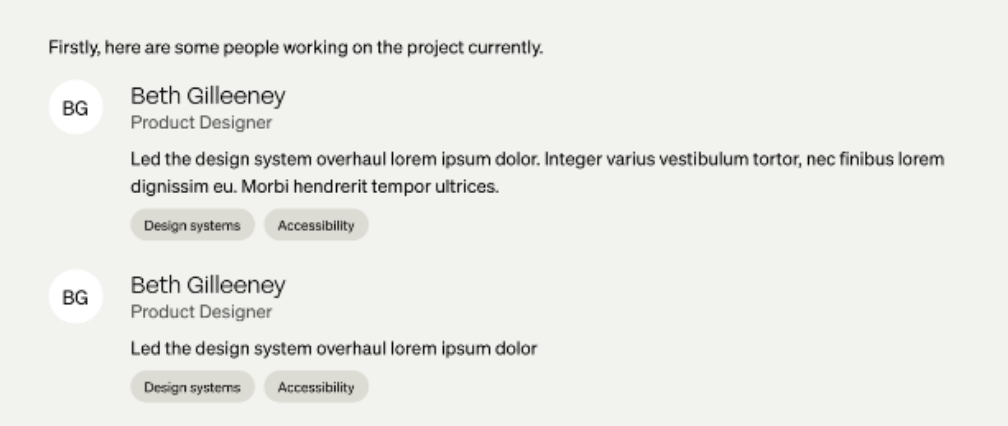 Firstly, here are some people working on the project currently.
BG
Beth Gilleeney
Product Designer
Led the design system overhaul lorem ipsum dolor. Integer varius vestibulum tortor, nec finibus lorem
dignissim eu. Morbi hendrerit tempor ultrices.
Design systems Accessibility
BG
Beth Gilleeney
Product Designer
Led the design system overhaul lorem ipsum dolor
Design systems Accessibility